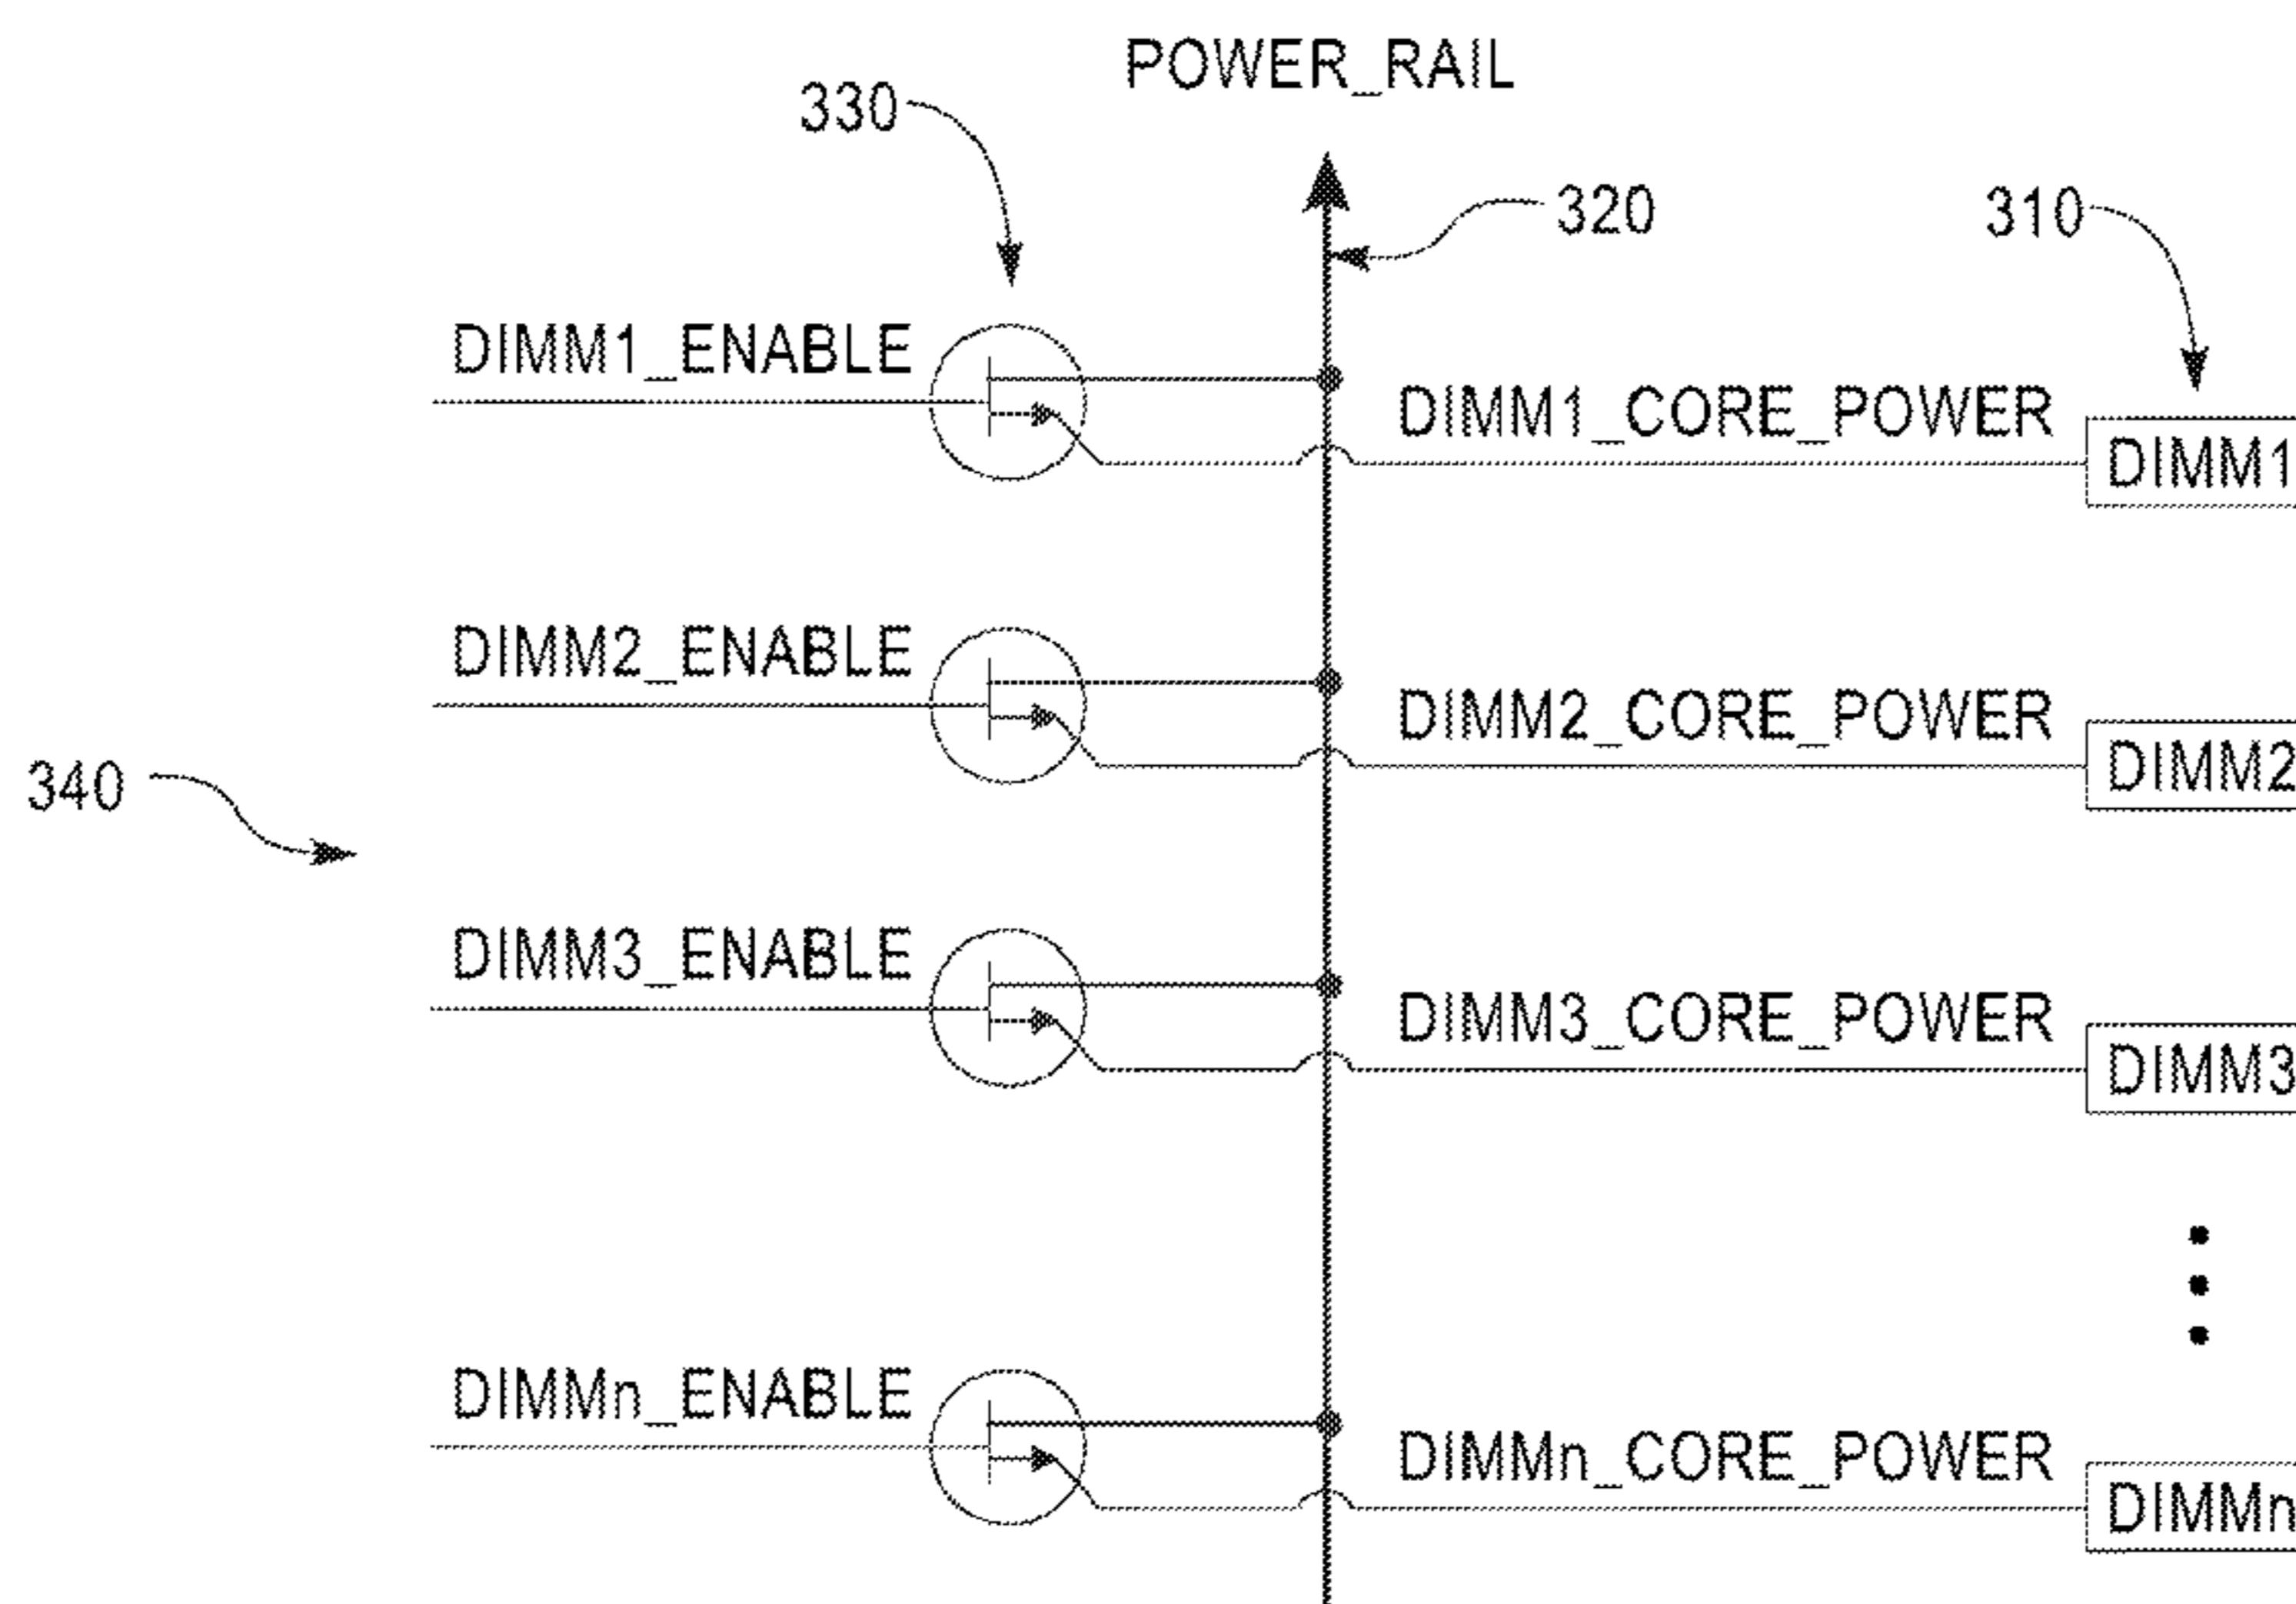 POWER_RAIL
330
320
310
DIMM1_ENABLE
DIMM1_CORE_POWER
DIMM1
DIMM2_ENABLE
DIMM2_CORE_POWER
DIMM2
340
DIMM3_ENABLE
DIMM3_CORE_POWER
DIMM3
DIMMn_ENABLE
DIMMn_CORE_POWER
DIMMn